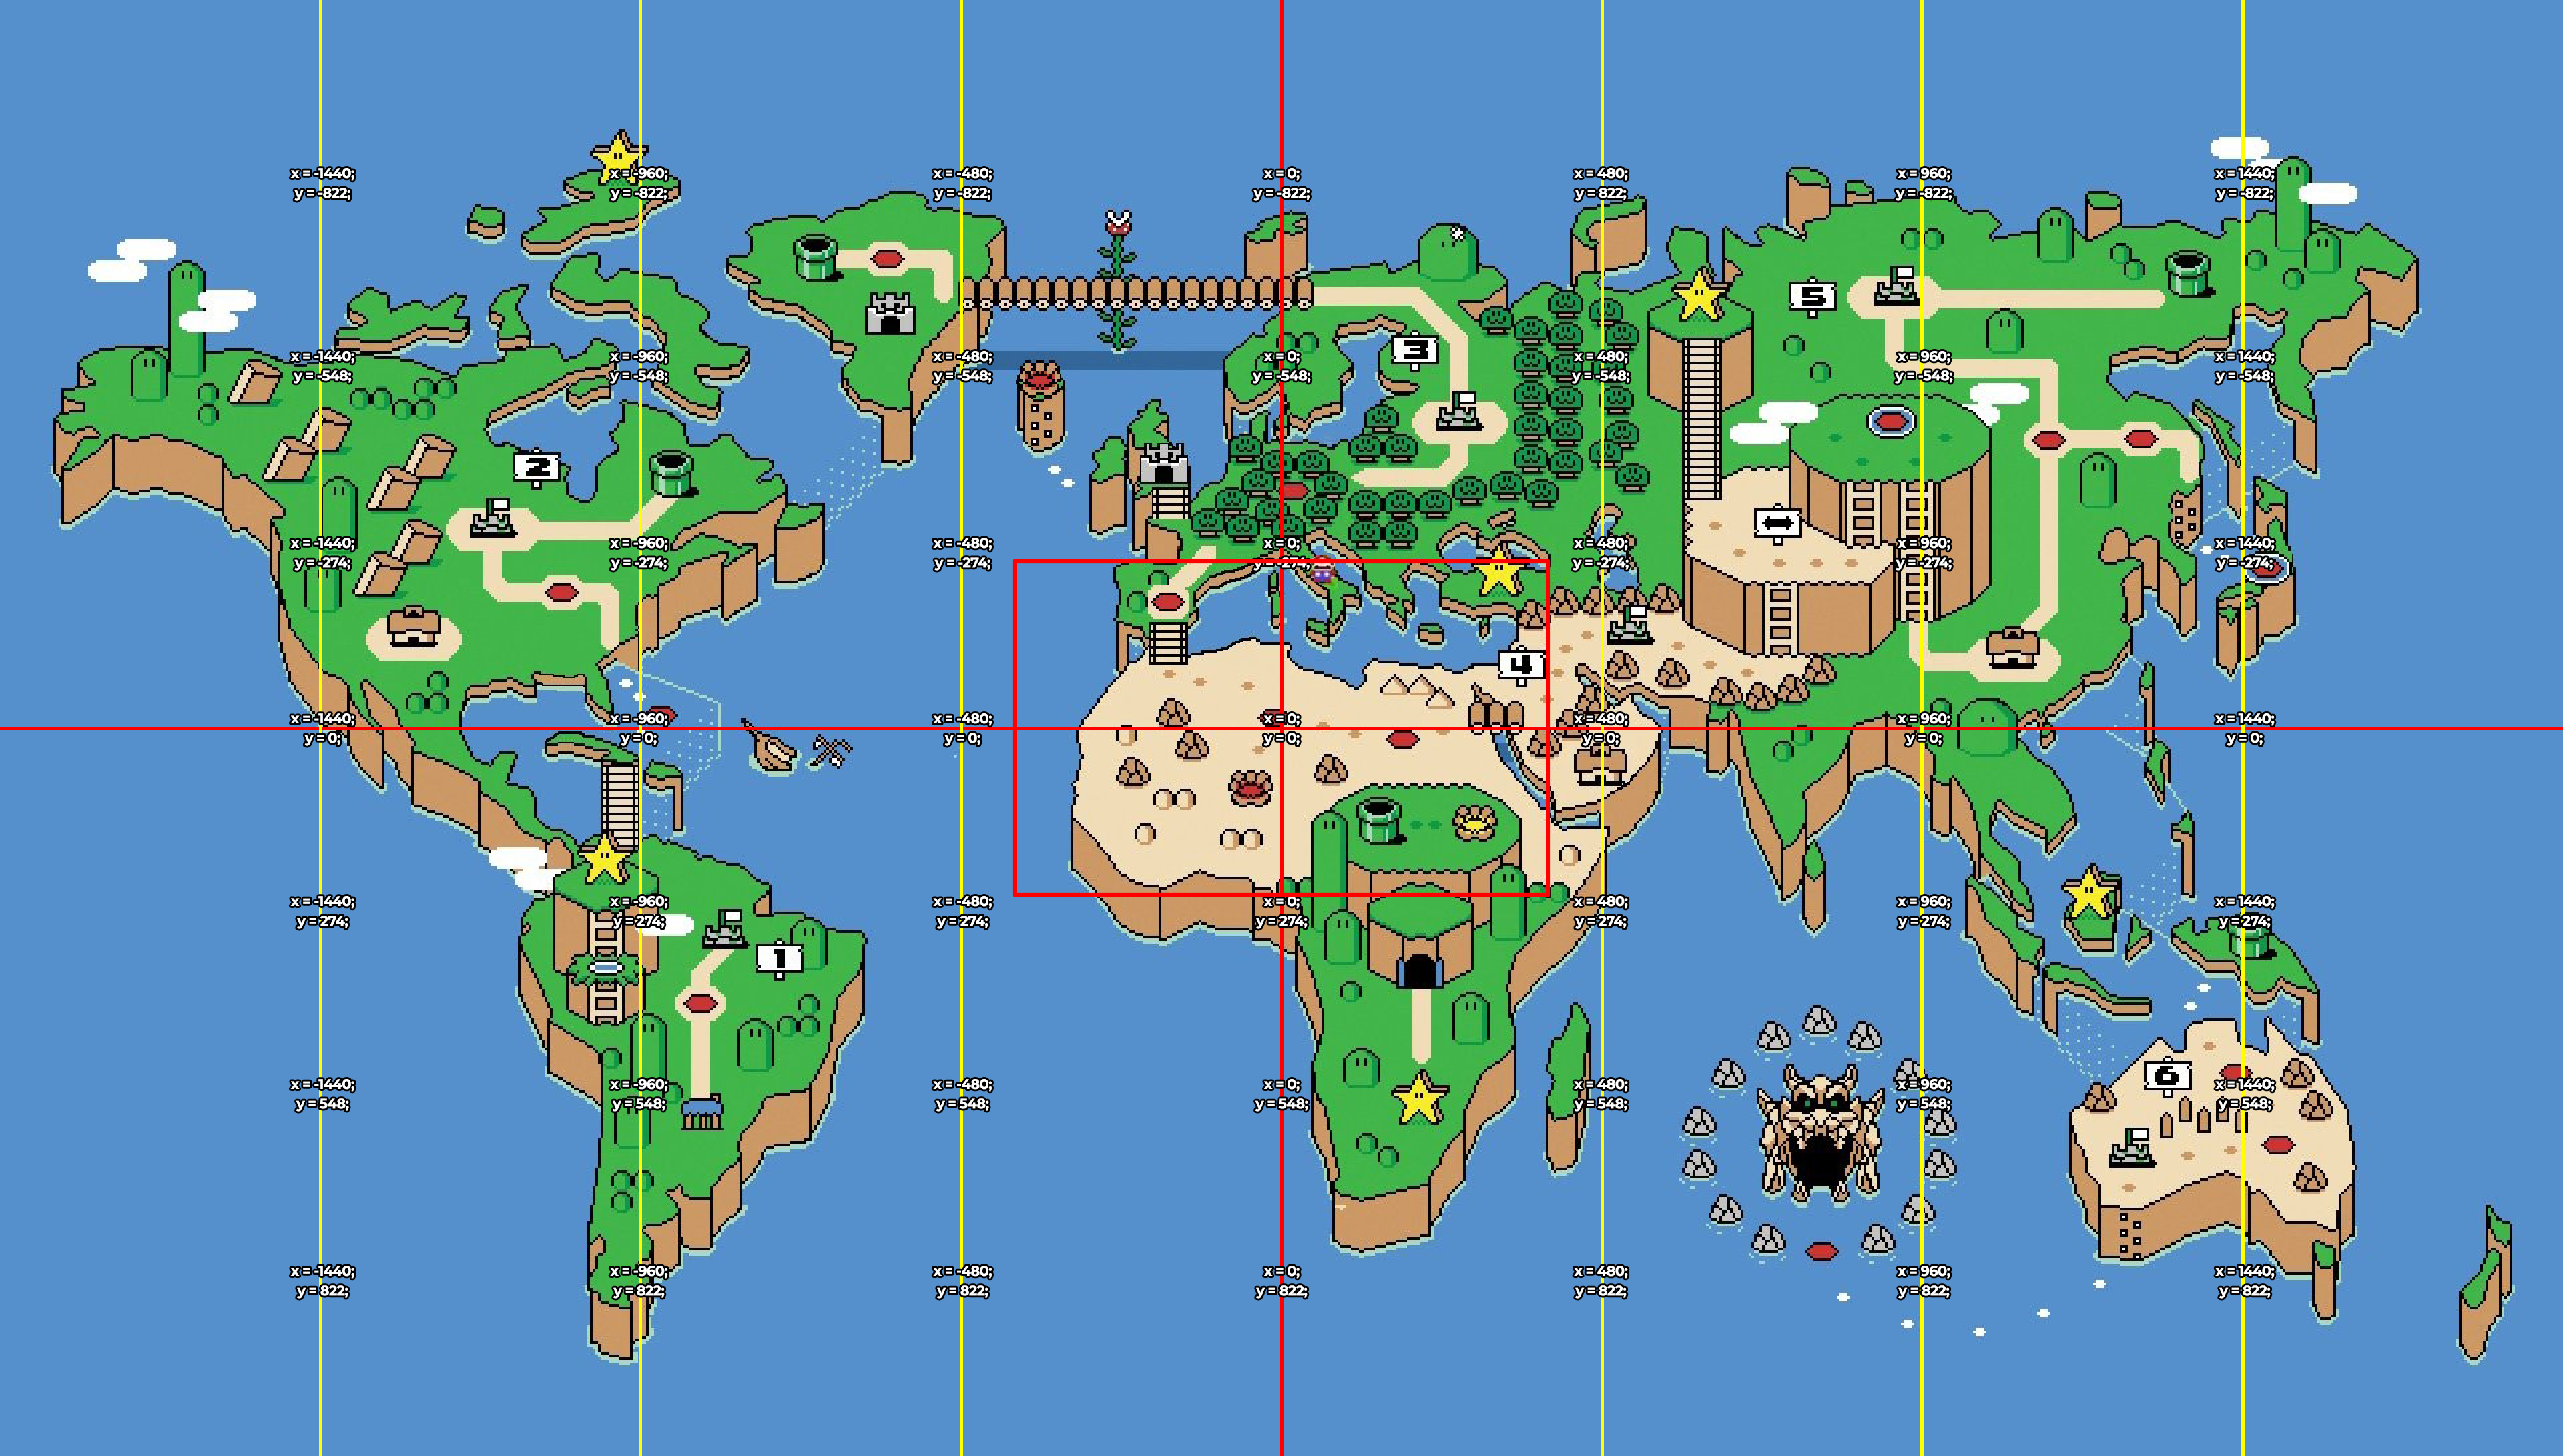 x = -1440;
y = -822;
x = -960;
y = -822;
x = -480;
y = -822;
x = 0;
y = -822;
x = 480;
y = 822;
x = 960;
y = -822;
x = 1440;
y = -822;
5
3
x = -1440;
y = -548;
x = -960;
y = -548;
x = -480;
y = -548;
x = 0;
y = -548;
x = 480;
y = -548;
x = 960;
y = -548;
x = 1440;
y = -548;
2
x = -1440;
y = -274;
x = -960;
y = -274;
x = -480;
y = -274;
x = 0;
y = -274;
x = 480;
y = -274;
x = 960;
y = -274;
x = 1440;
y = -274;
4
x = -1440;
y = 0;
x = -960;
y = 0;
x = -480;
y = 0;
x = 0;
y = 0;
x = 480;
y = 0;
x = 960;
y = 0;
x = 1440;
y = 0;
x = -1440;
y = 274;
x = -960;
y = 274;
x = -480;
y = 274;
x = 0;
y = 274;
x = 480;
y = 274;
x = 960;
y = 274;
x = 1440;
y = 274;
1
6
x = -1440;
y = 548;
x = -960;
y = 548;
x = -480;
y = 548;
x = 0;
y = 548;
x = 480;
y = 548;
x = 960;
y = 548;
x = 1440;
y = 548;
x = -1440;
y = 822;
x = -960;
y = 822;
x = -480;
y = 822;
x = 0;
y = 822;
x = 480;
y = 822;
x = 960;
y = 822;
x = 1440;
y = 822;